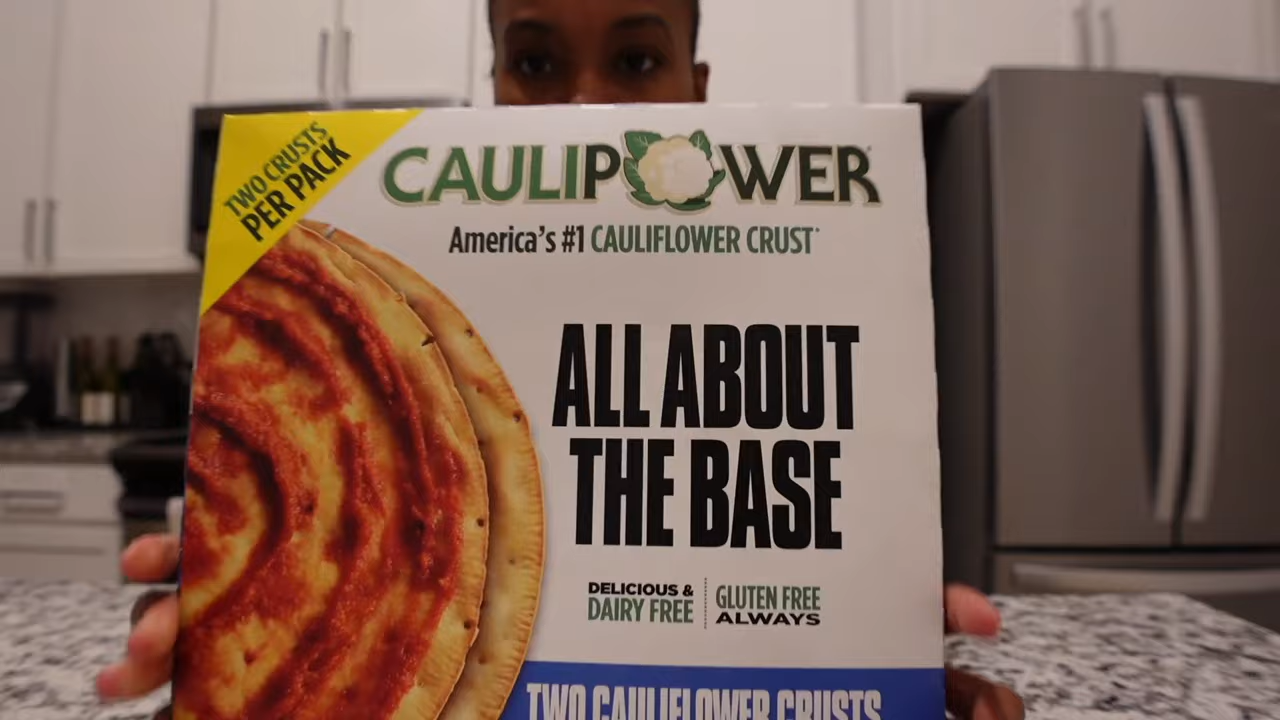 TWO CRUSTS
PER PACK
CAULIPOWER
America's #1 CAULIFLOWER CRUST*
ALL ABOUT
THE BASE
DELICIOUS &
DAIRY FREE
GLUTEN FREE
ALWAYS
TWO CAULIFLOWER CRUSTS